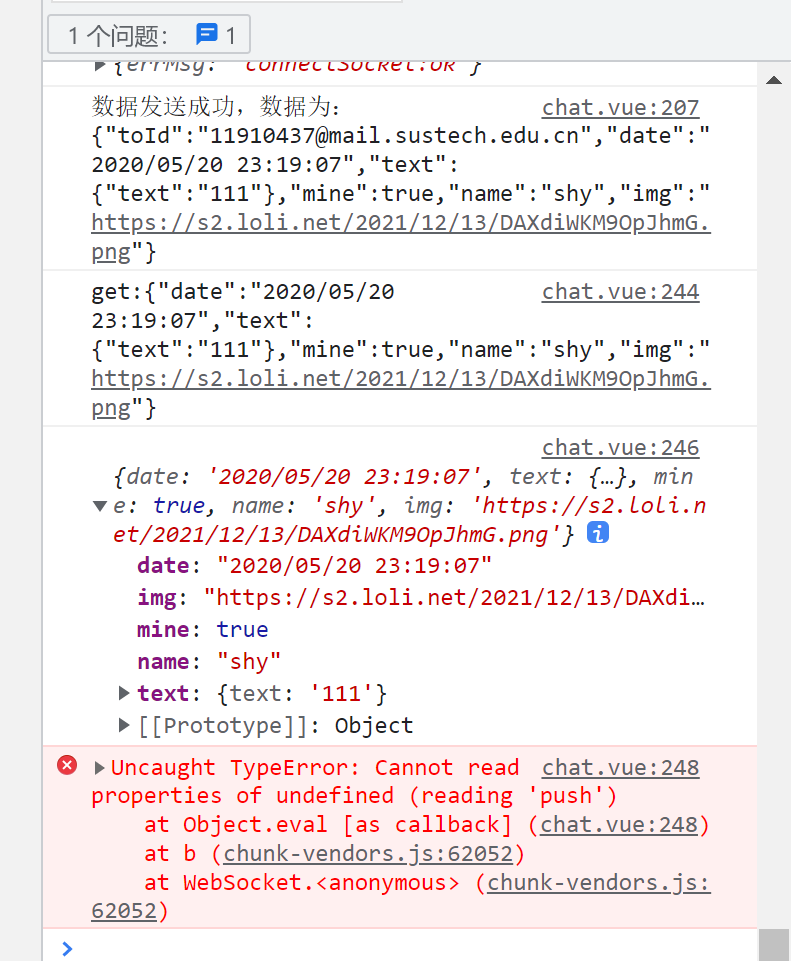 1 个问题： 1
{errMsg: "connectSocket:ok"}
数据发送成功，数据为： chat.vue:207
{"toId":"11910437@mail.sustech.edu.cn","date":"
2020/05/20 23:19:07","text":
{"text":"111"},"mine":true,"name":"shy","img":"
https://s2.loli.net/2021/12/13/DAXdiWKM9OpJhmG.
png"}
get:{"date":"2020/05/20 chat.vue:244
23:19:07","text":
{"text":"111"},"mine":true,"name":"shy","img":"
https://s2.loli.net/2021/12/13/DAXdiWKM9OpJhmG.
png"}
chat.vue:246
{date: '2020/05/20 23:19:07', text: {…}, min
e: true, name: 'shy', img: 'https://s2.loli.n
et/2021/12/13/DAXdiWKM9OpJhmG.png'} i
date: "2020/05/20 23:19:07"
img: "https://s2.loli.net/2021/12/13/DAXdi…
mine: true
name: "shy"
text: {text: '111'}
[[Prototype]]: Object
Uncaught TypeError: Cannot read chat.vue:248
properties of undefined (reading 'push')
at Object.eval [as callback] (chat.vue:248)
at b (chunk-vendors.js:62052)
at WebSocket.<anonymous> (chunk-vendors.js:
62052)